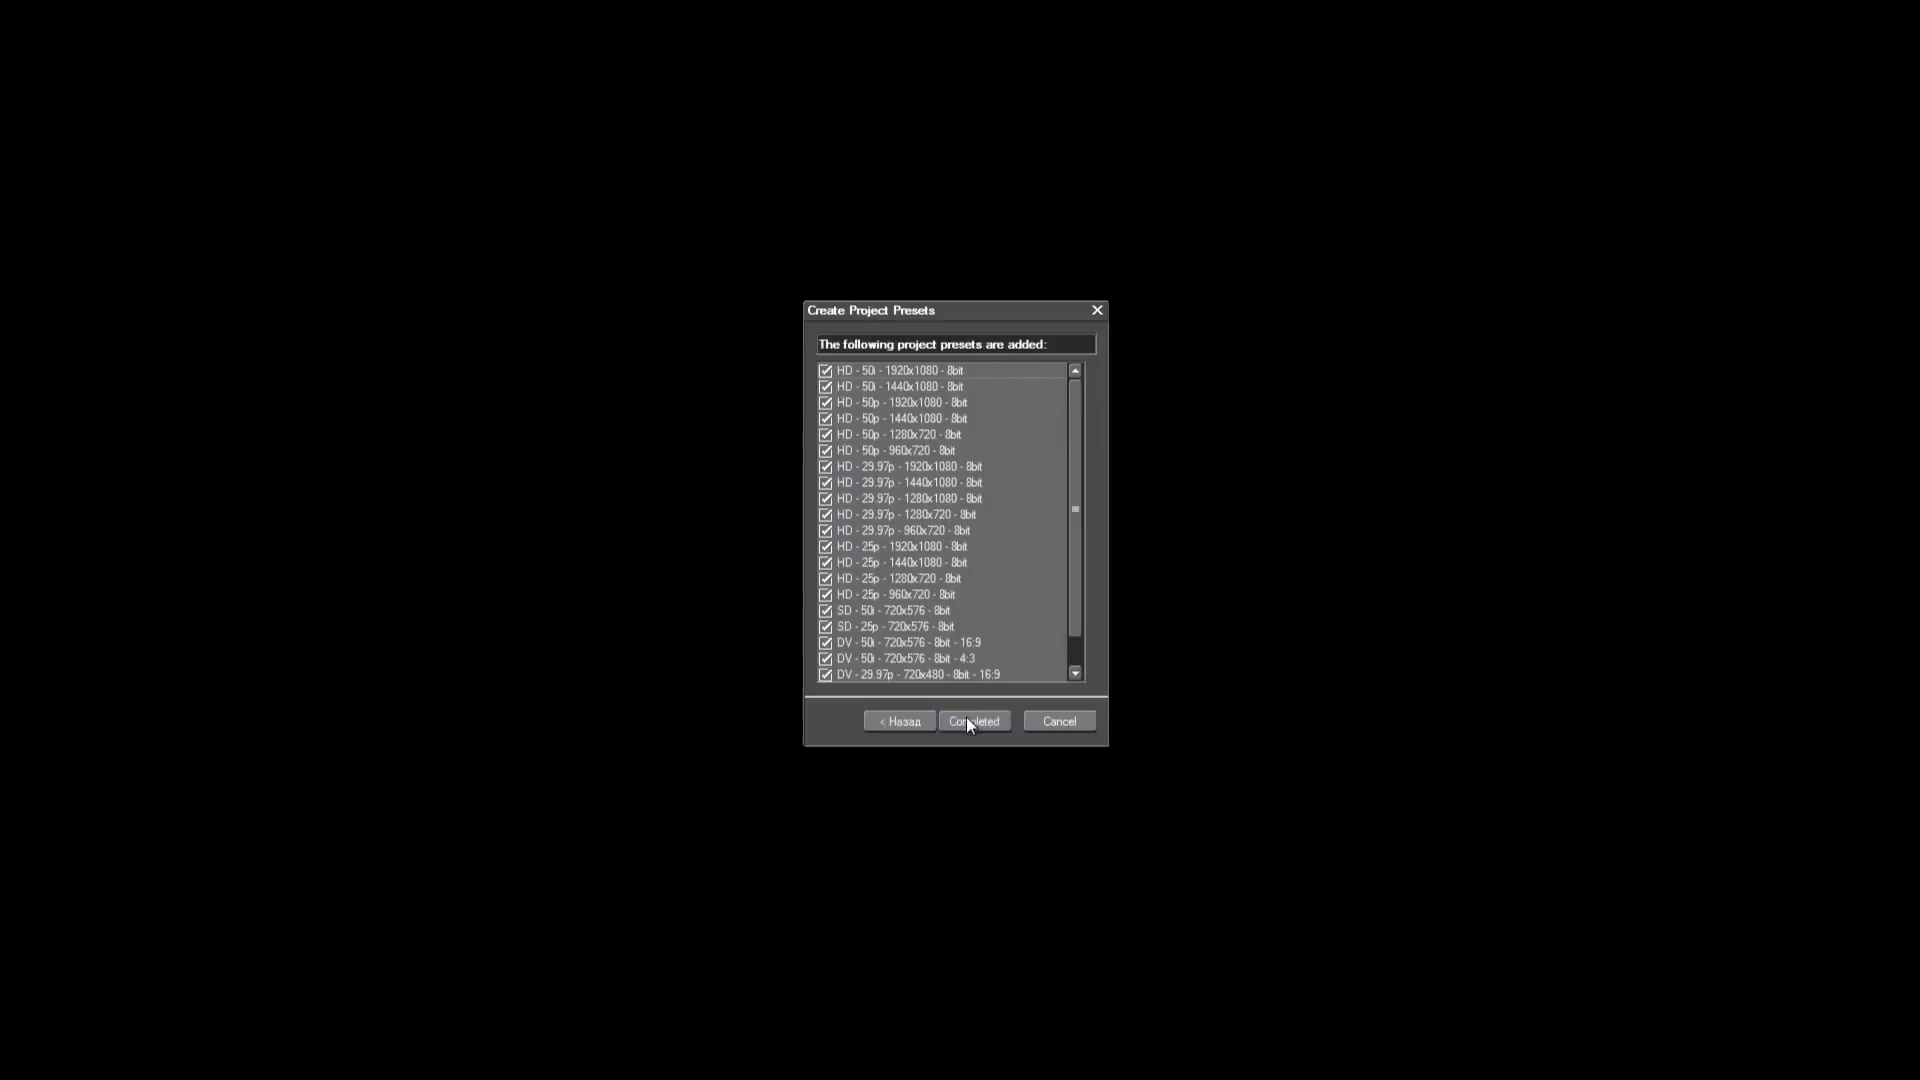 Create Project Presets
The following project presets are added:
HD - 50i - 1920x1080 - 8bit
HD - 50i - 1440x1080 - 8bit
HD - 50p - 1920x1080 - 8bit
HD - 50p - 1440x1080 - 8bit
HD - 50p - 1280x720 - 8bit
HD - 50p - 960x720 - 8bit
HD - 29.97p - 1920x1080 - 8bit
HD - 29.97p - 1440x1080 - 8bit
HD - 29.97p - 1280x1080 - 8bit
HD - 29.97p - 1280x720 - 8bit
HD - 29.97p - 960x720 - 8bit
HD - 25p - 1920x1080 - 8bit
HD - 25p - 1440x1080 - 8bit
HD - 25p - 1280x720 - 8bit
HD - 25p - 960x720 - 8bit
SD - 50i - 720x576 - 8bit
SD - 25p - 720x576 - 8bit
DV - 50i - 720x576 - 8bit - 16:9
DV - 50i - 720x576 - 8bit - 4:3
DV - 29.97p - 720x480 - 8bit - 16:9
< Назад Completed Cancel